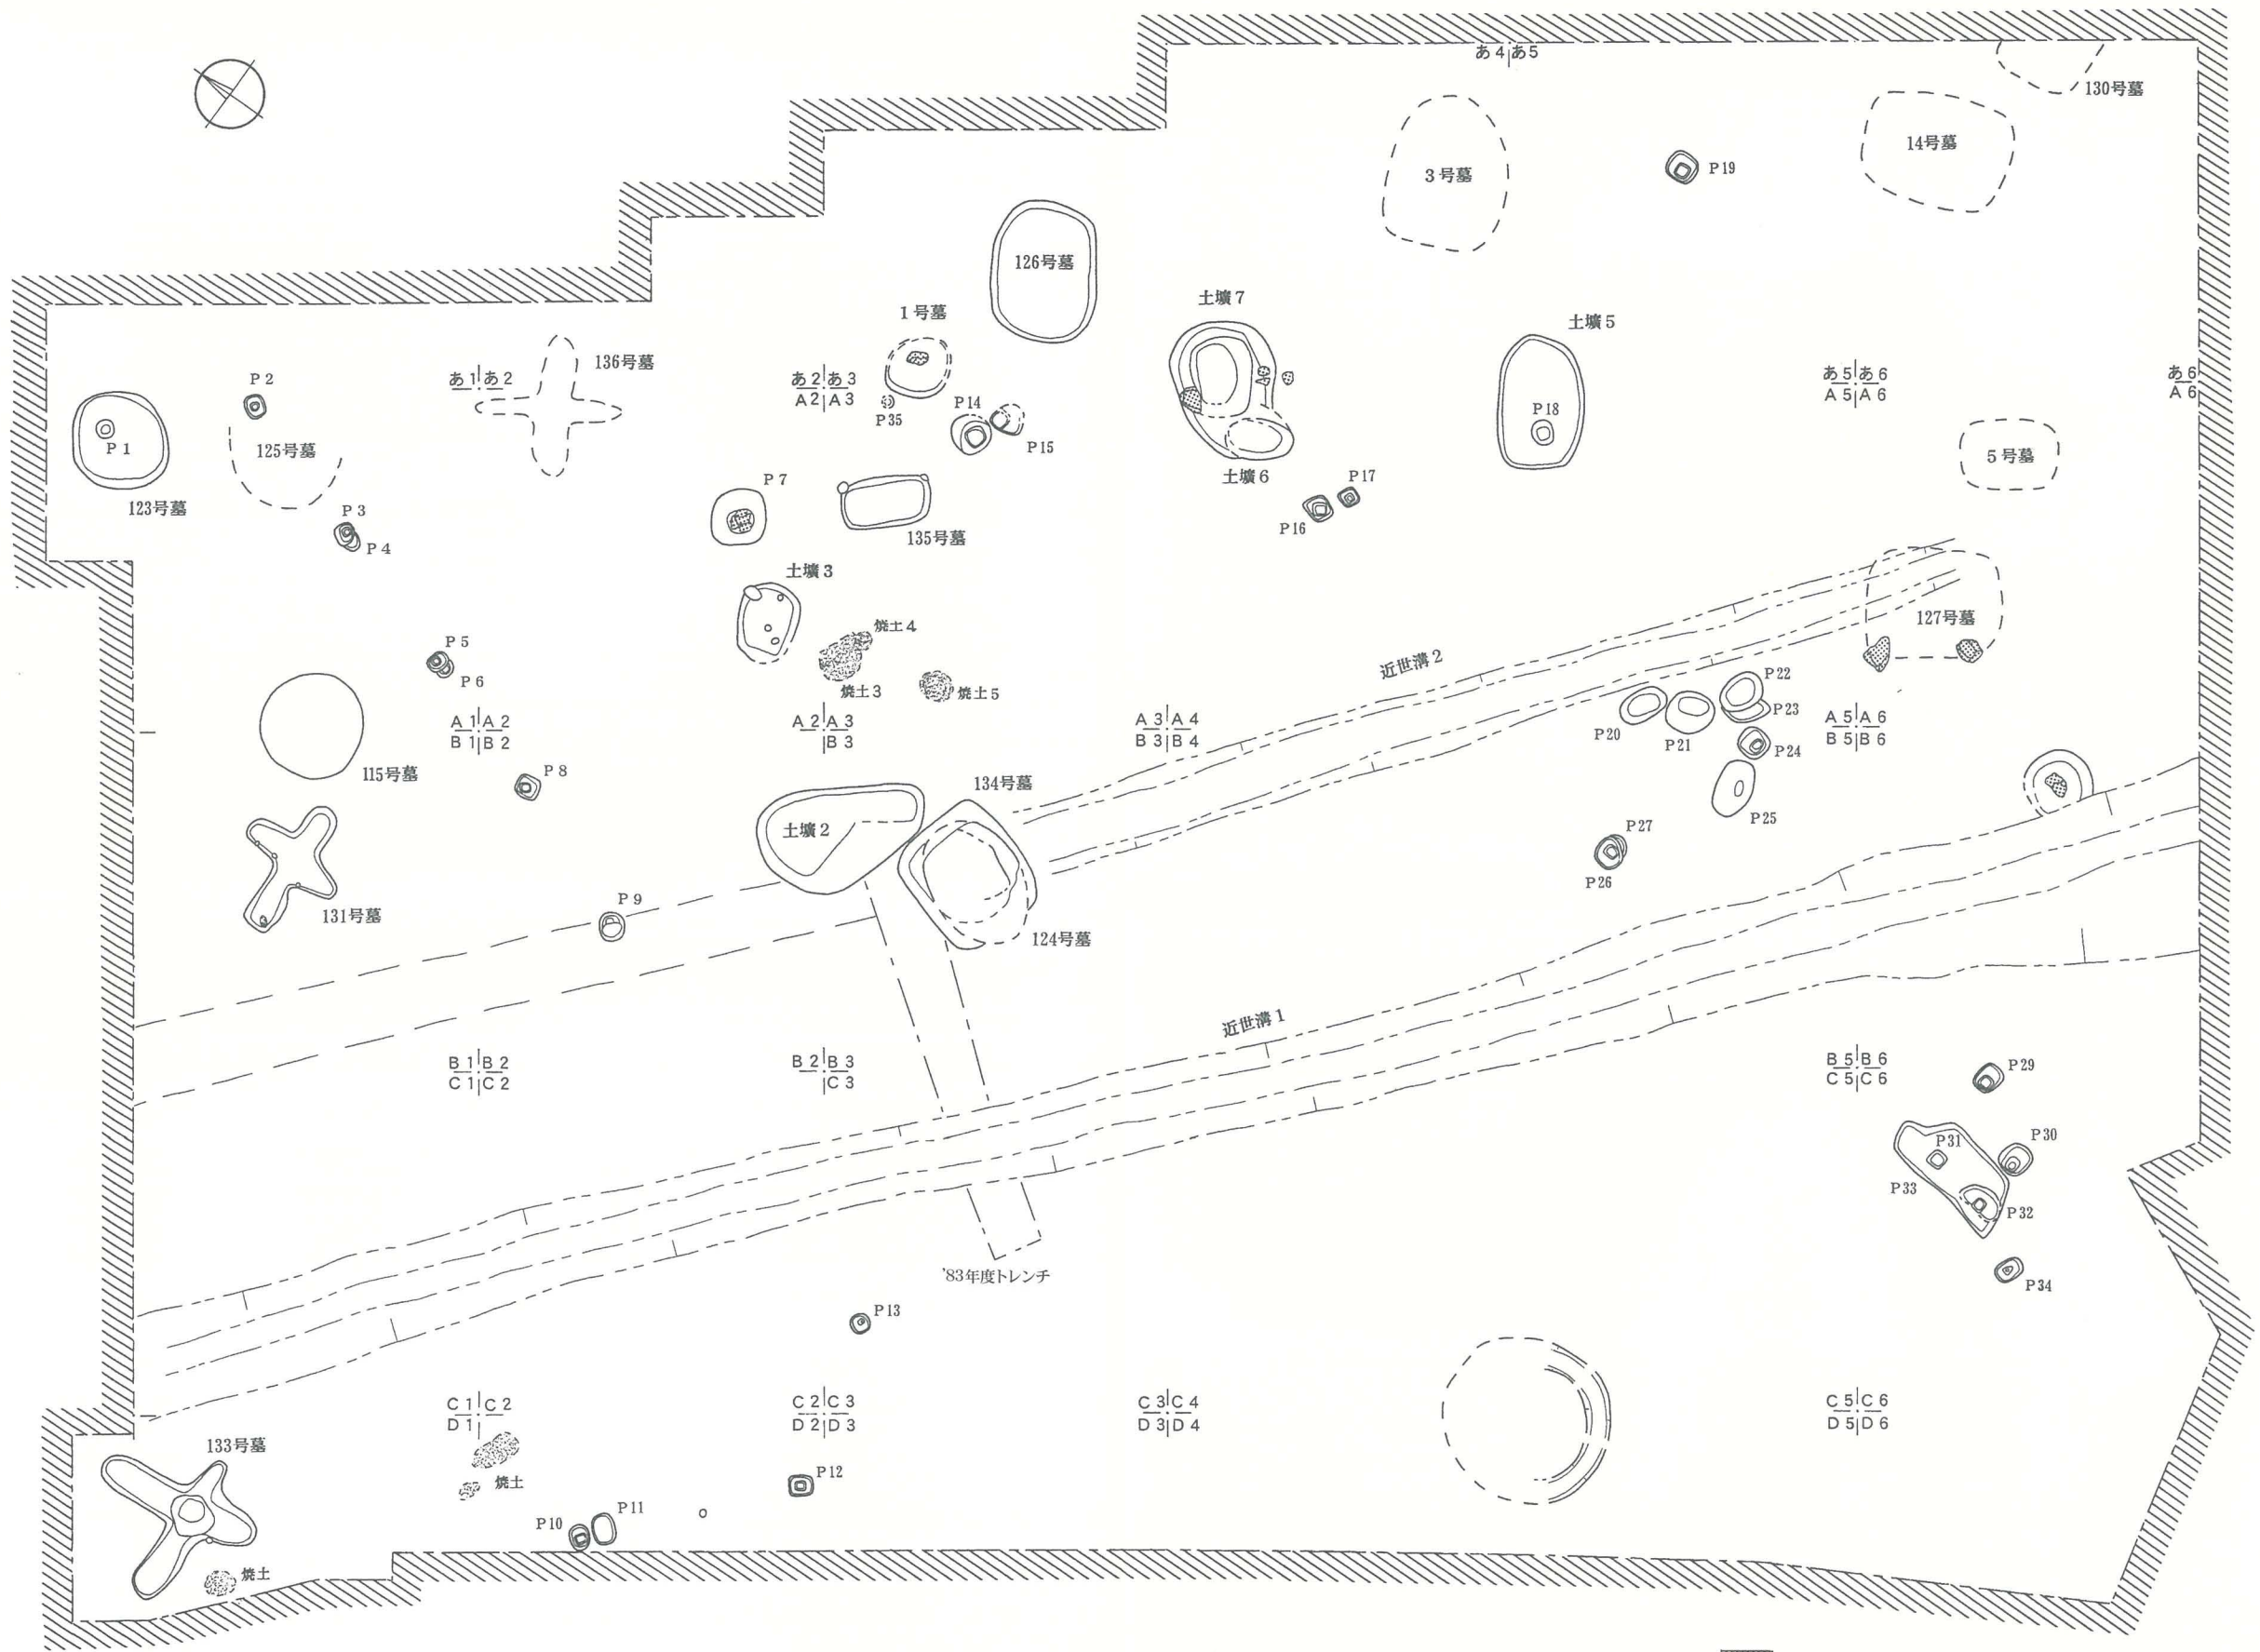 あ4 あ5
130号墓
14号墓
3号墓
P19
126号墓
土壙7
1号墓
土壙5
136号墓
P2
あ1 あ2
あ2 あ3
A2 A3
あ5 あ6
A5 A6
あ6
A6
P35
P14
P15
P18
P1
125号墓
5号墓
土壙6
P7
P17
123号墓
P3
P4
135号墓
P16
土壙3
焼土4
127号墓
P5
P6
近世溝2
焼土3
焼土5
P22
P23
P20
P21
P24
A1 A2
B1 B2
A2 A3
B3
A3 A4
B3 B4
A5 A6
B5 B6
115号墓
P8
134号墓
土壙2
P25
P27
P26
131号墓
P9
124号墓
近世溝1
B1 B2
C1 C2
B2 B3
C3
B5 B6
C5 C6
P29
P31
P30
P33
P32
'83年度トレンチ
P34
P13
C1 C2
D1
C2 C3
D2 D3
C3 C4
D3 D4
C5 C6
D5 D6
133号墓
焼土
P12
P10
P11
焼土